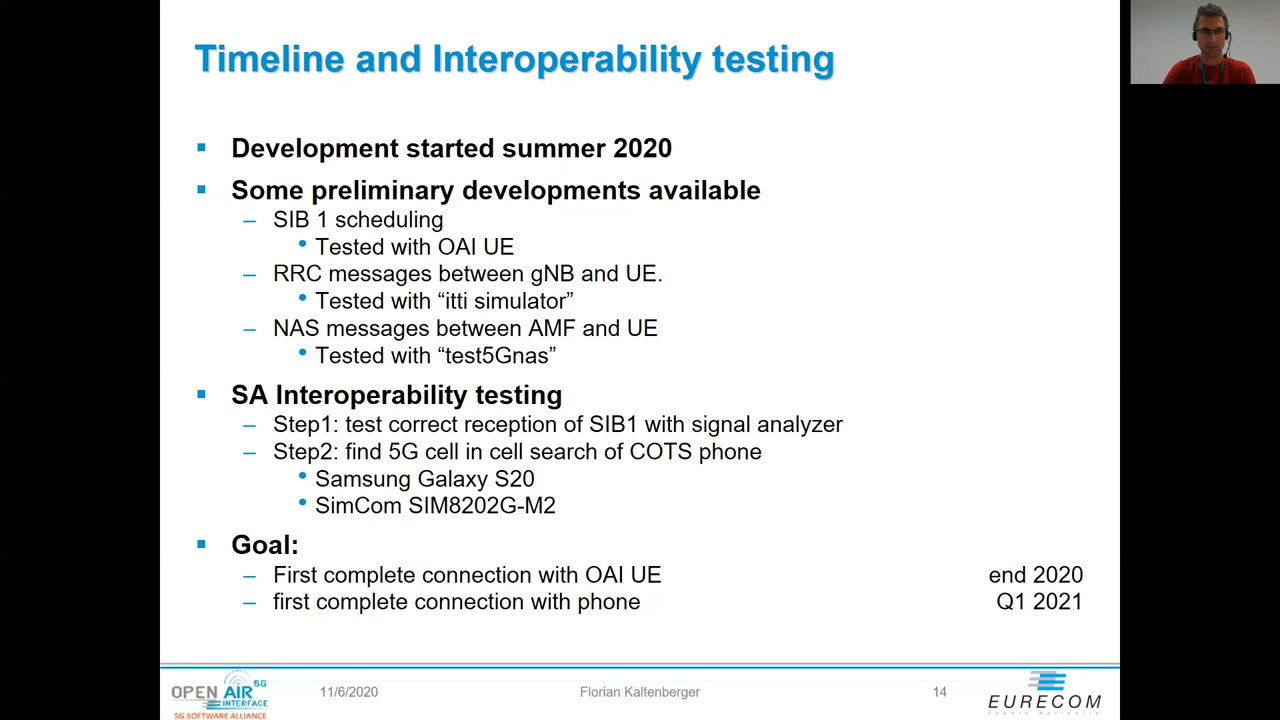 Timeline and Interoperability testing
Development started summer 2020
Some preliminary developments available
– SIB 1 scheduling
• Tested with OAI UE
– RRC messages between gNB and UE.
• Tested with “itti simulator”
– NAS messages between AMF and UE
• Tested with “test5Gnas”
SA Interoperability testing
– Step1: test correct reception of SIB1 with signal analyzer
– Step2: find 5G cell in cell search of COTS phone
• Samsung Galaxy S20
• SimCom SIM8202G-M2
Goal:
– First complete connection with OAI UE end 2020
– first complete connection with phone Q1 2021
OPEN AIR 5G
INTERFACE
5G SOFTWARE ALLIANCE
11/6/2020
Florian Kaltenberger
14
EURECOM
Sophia Antipolis